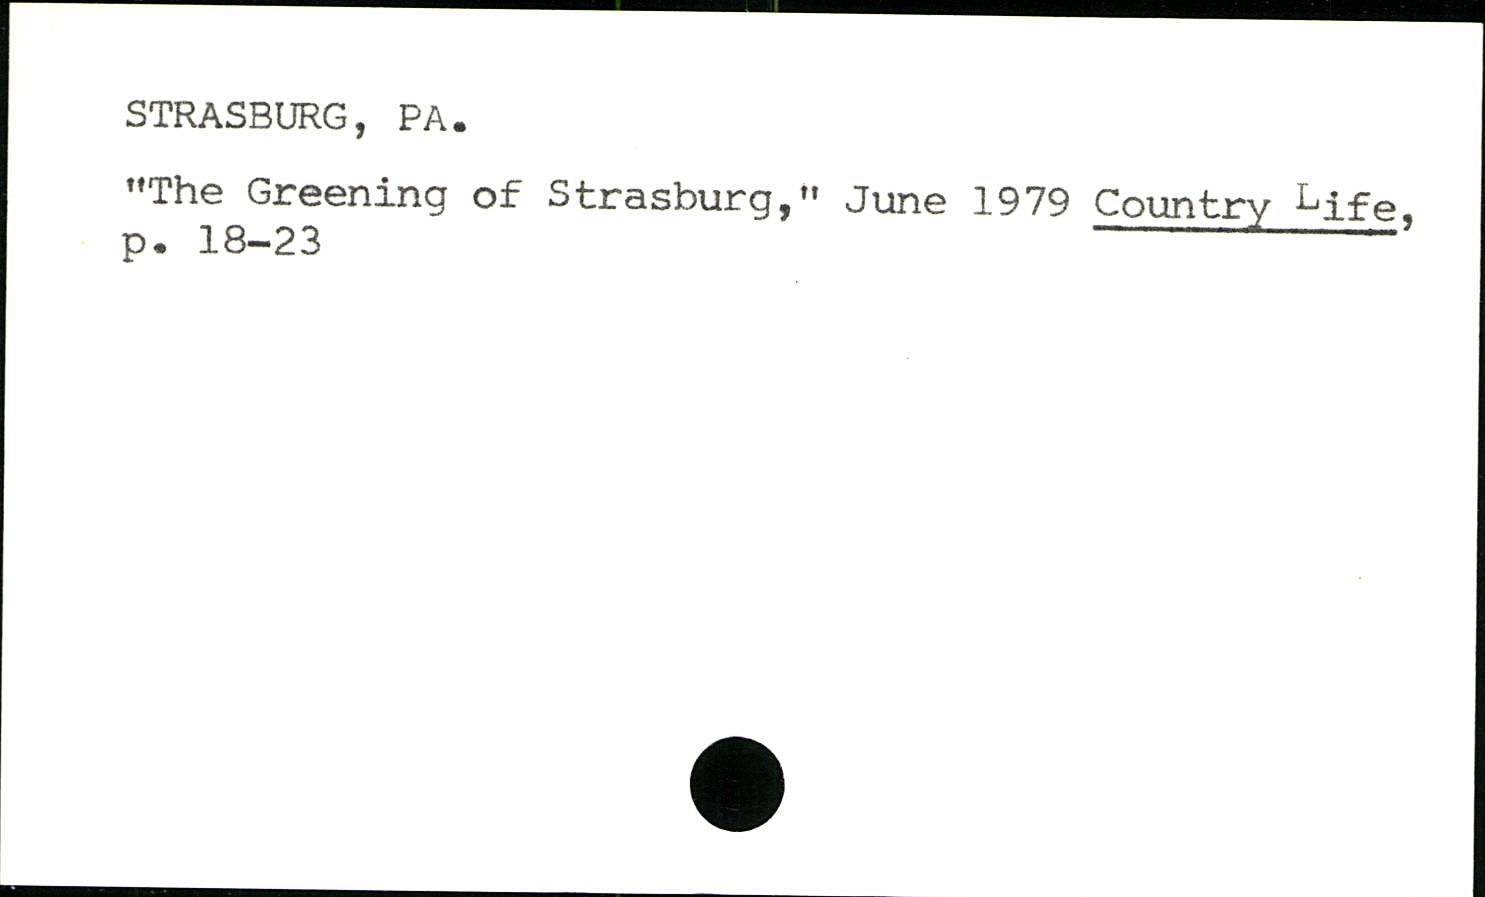 STRASBURG, PA.
"The Greening of Strasburg," June 1979 Country Life,
p. 18-23